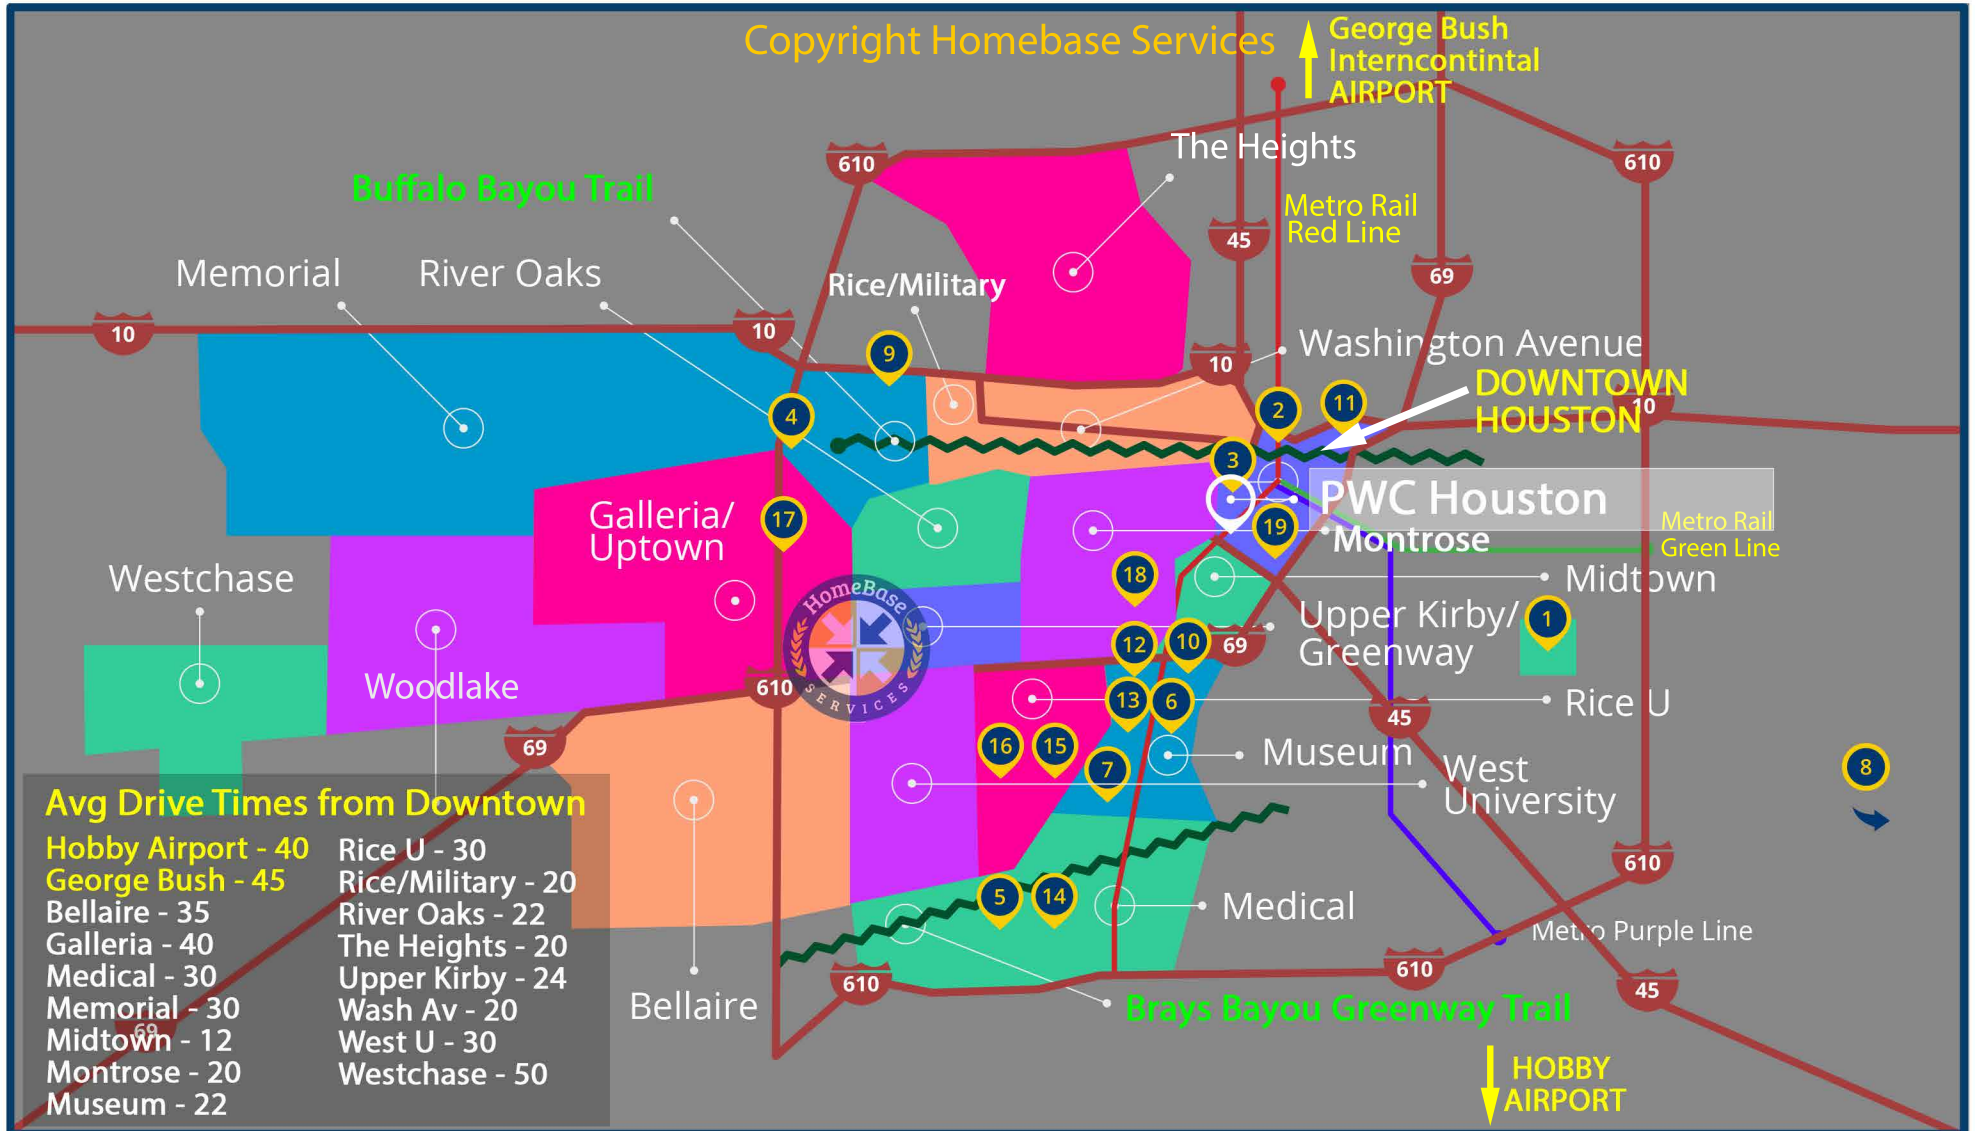 Copyright Homebase Services
George Bush
Interncontintal
AIRPORT
The Heights
610
610
Buffalo Bayou Trail
Metro Rail
Red Line
45
69
Memorial
River Oaks
Rice/Military
10
10
9
Washington Avenue
10
DOWNTOWN
HOUSTON
10
4
2
11
3
PWC Houston
Galleria/
Uptown
17
19
Metro Rail
Green Line
Montrose
Westchase
18
Midtown
HomeBase
SERVICES
Upper Kirby/
Greenway
1
12
10
69
Woodlake
610
13
6
Rice U
45
69
16
15
7
Museum
West
University
8
Avg Drive Times from Downtown
Hobby Airport - 40
George Bush - 45
Bellaire - 35
Galleria - 40
Medical - 30
Memorial - 30
Midtown - 12
Montrose - 20
Museum - 22
Rice U - 30
Rice/Military - 20
River Oaks - 22
The Heights - 20
Upper Kirby - 24
Wash Av - 20
West U - 30
Westchase - 50
69
610
5
14
Medical
Metro Purple Line
610
610
45
Bellaire
Brays Bayou Greenway Trail
HOBBY
AIRPORT